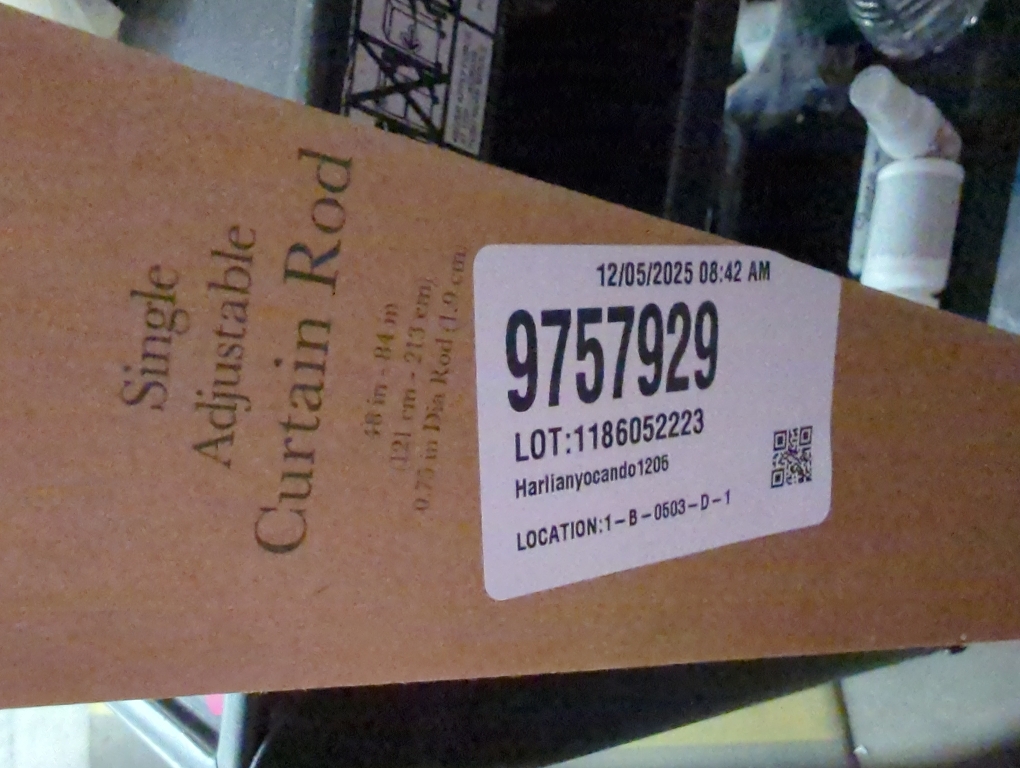 Single
Adjustable
Curtain Rod
48 in - 84 in
(121 cm - 213 cm)
0.75 in Dia Rod (1.9 cm
12/05/2025 08:42 AM
9757929
LOT:1186052223
Harlianyocando1206
LOCATION:1-B-0503-D-1